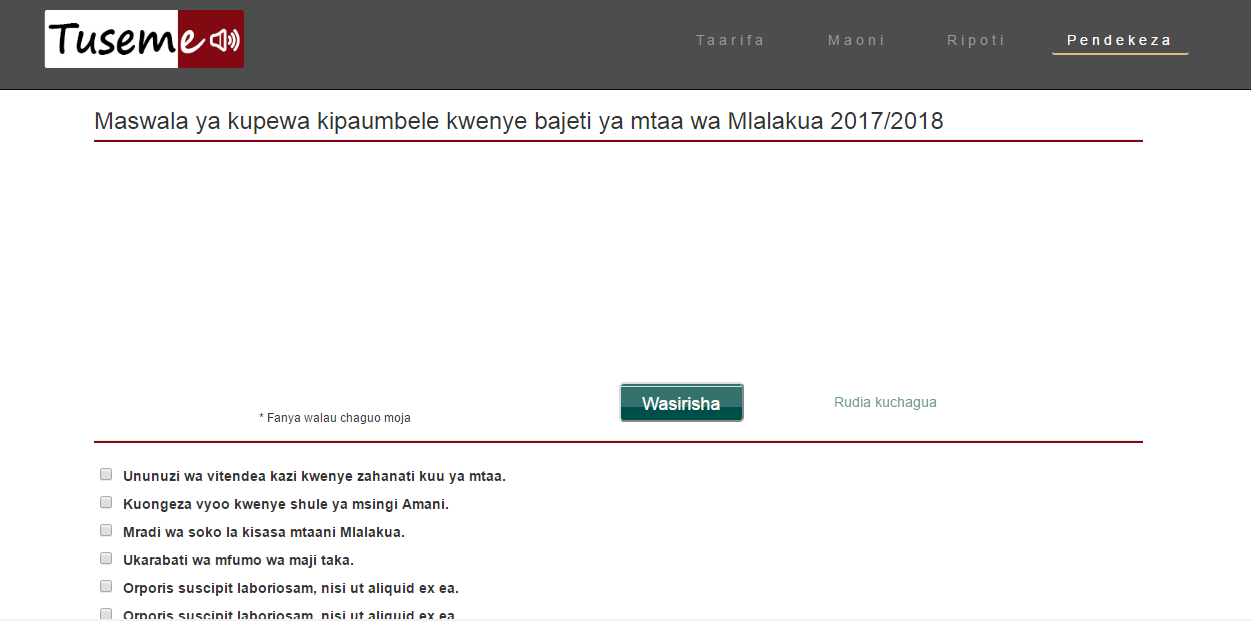 Tuseme
Taarifa Maoni Ripoti Pendekeza
Maswala ya kupewa kipaumbele kwenye bajeti ya mtaa wa Mlalakua 2017/2018
* Fanya walau chaguo moja Wasirisha Rudia kuchagua
Ununuzi wa vitendea kazi kwenye zahanati kuu ya mtaa.
Kuongeza vyoo kwenye shule ya msingi Amani.
Mradi wa soko la kisasa mtaani Mlalakua.
Ukarabati wa mfumo wa maji taka.
Orporis suscipit laboriosam, nisi ut aliquid ex ea.
Orporis suscipit laboriosam, nisi ut aliquid ex ea.